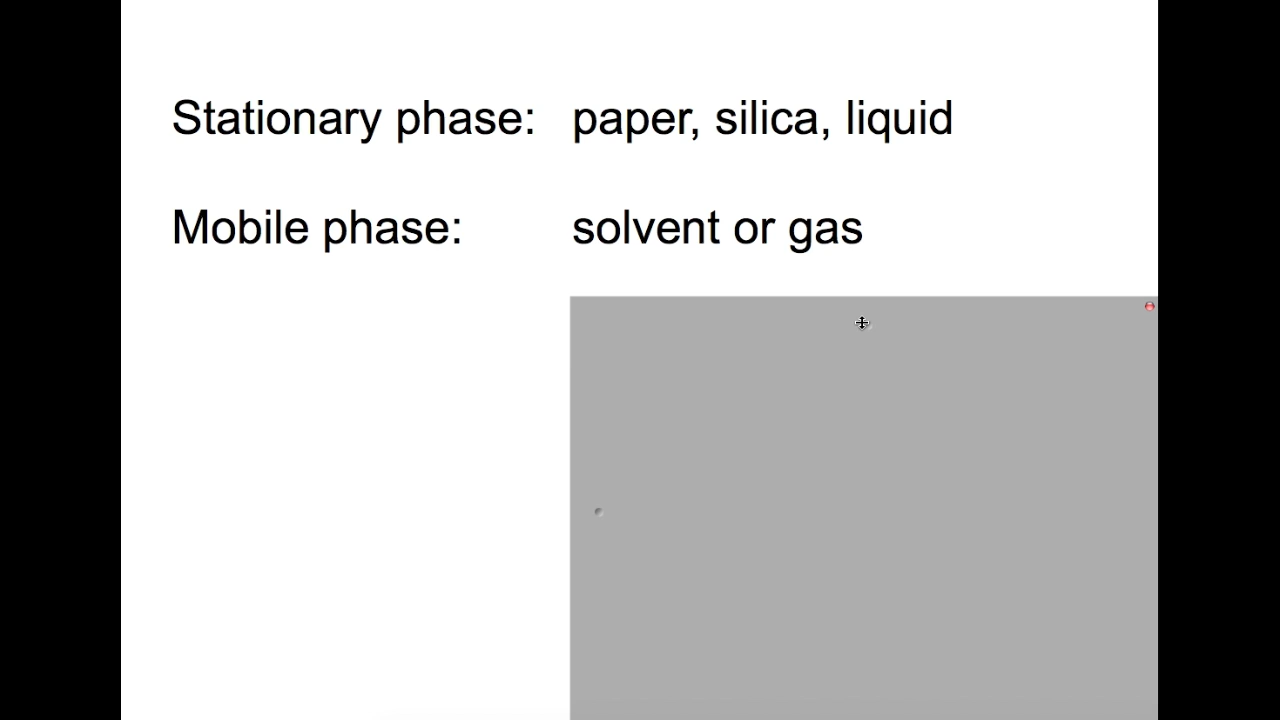 Stationary phase: paper, silica, liquid
Mobile phase: solvent or gas